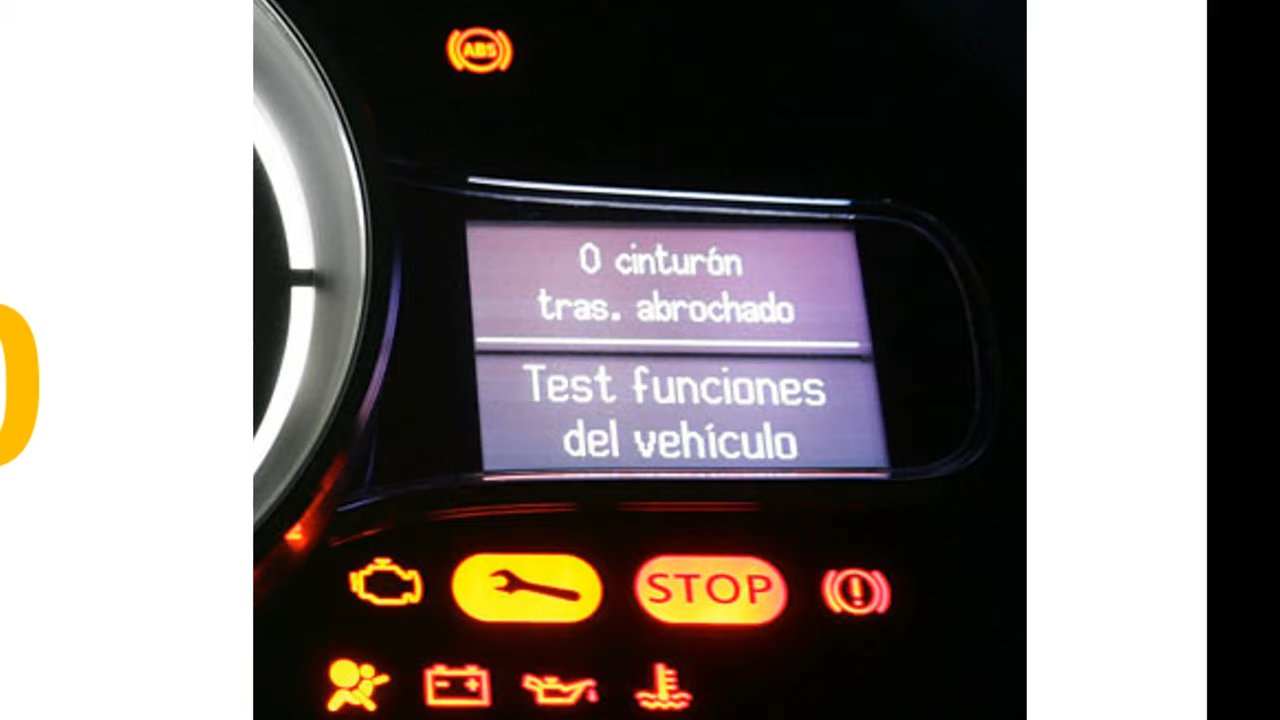 ABS
0 cinturón
tras. abrochado
Test funciones
del vehículo
STOP